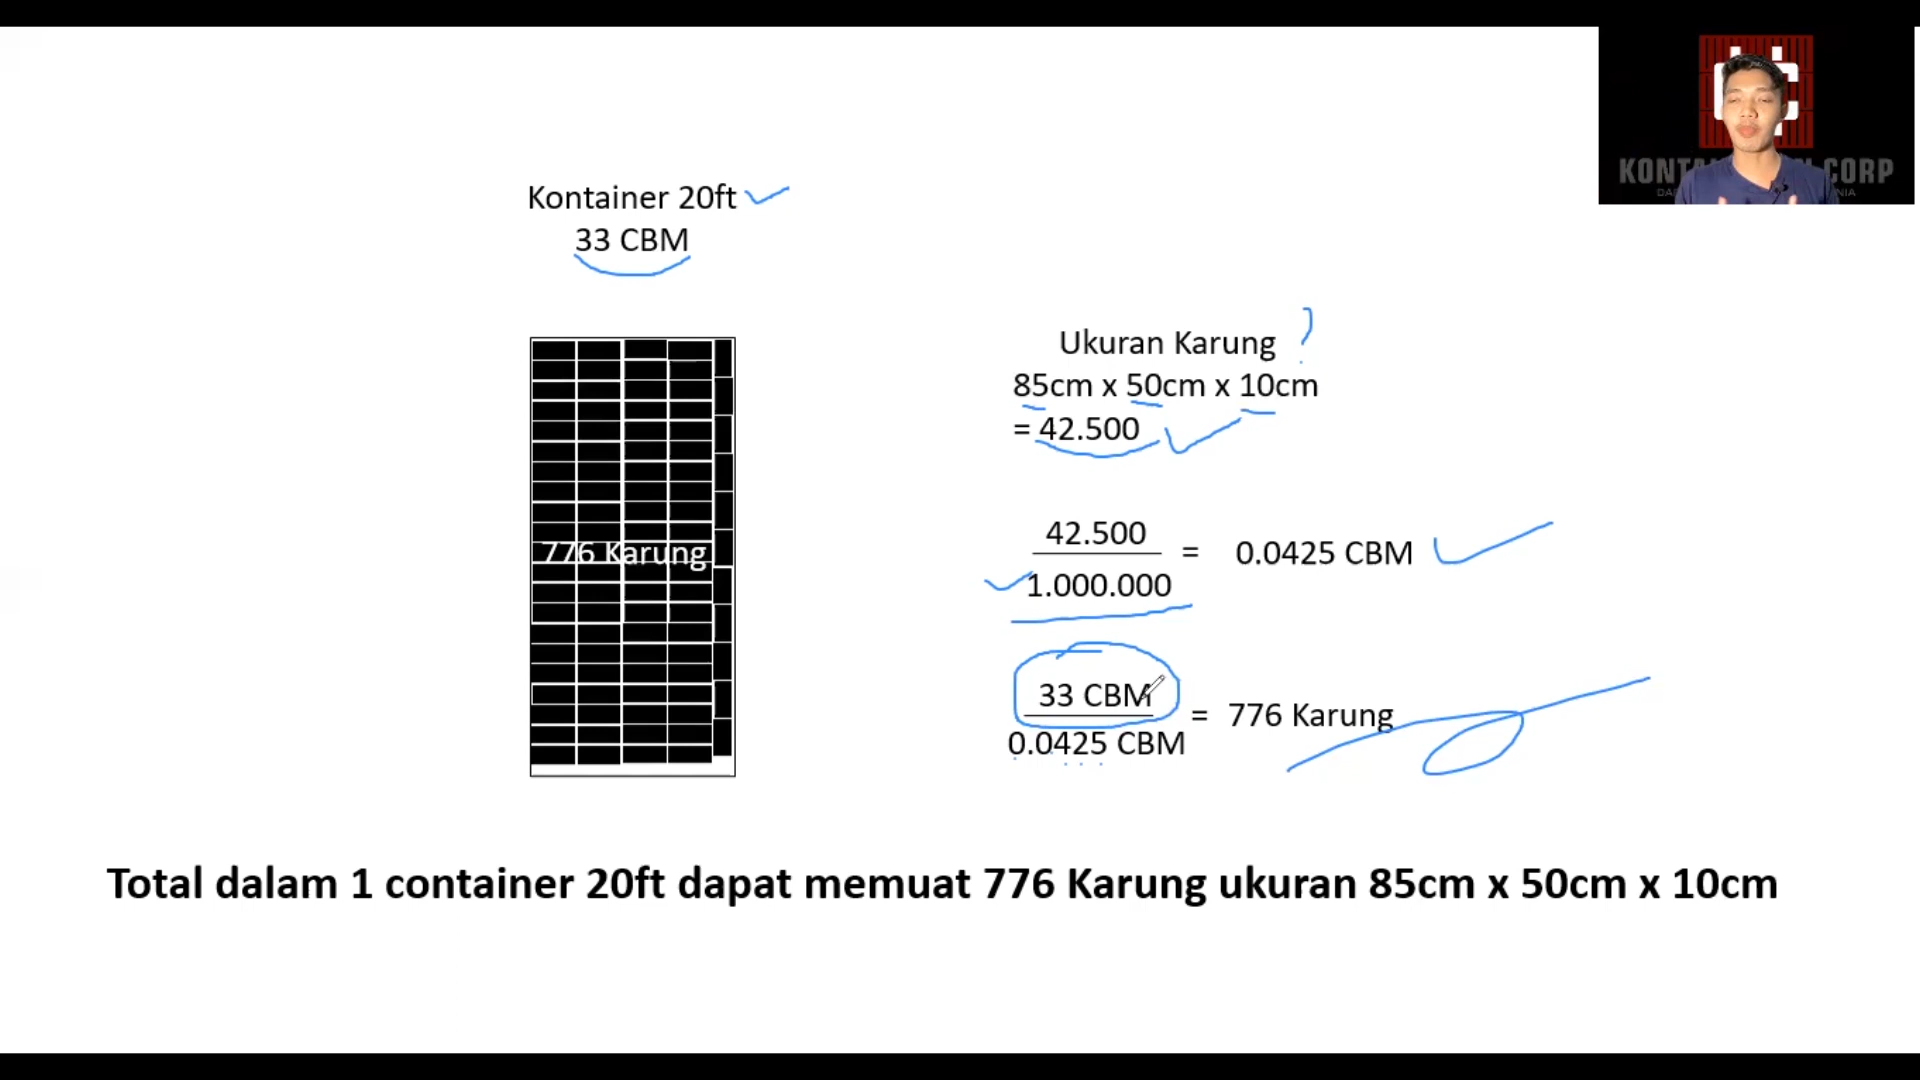 Kontainer 20ft
33 CBM
776 Karung
Ukuran Karung ?
85cm x 50cm x 10cm
= 42.500
42.500
1.000.000
= 0.0425 CBM
33 CBM
0.0425 CBM
= 776 Karung
Total dalam 1 container 20ft dapat memuat 776 Karung ukuran 85cm x 50cm x 10cm
CORP